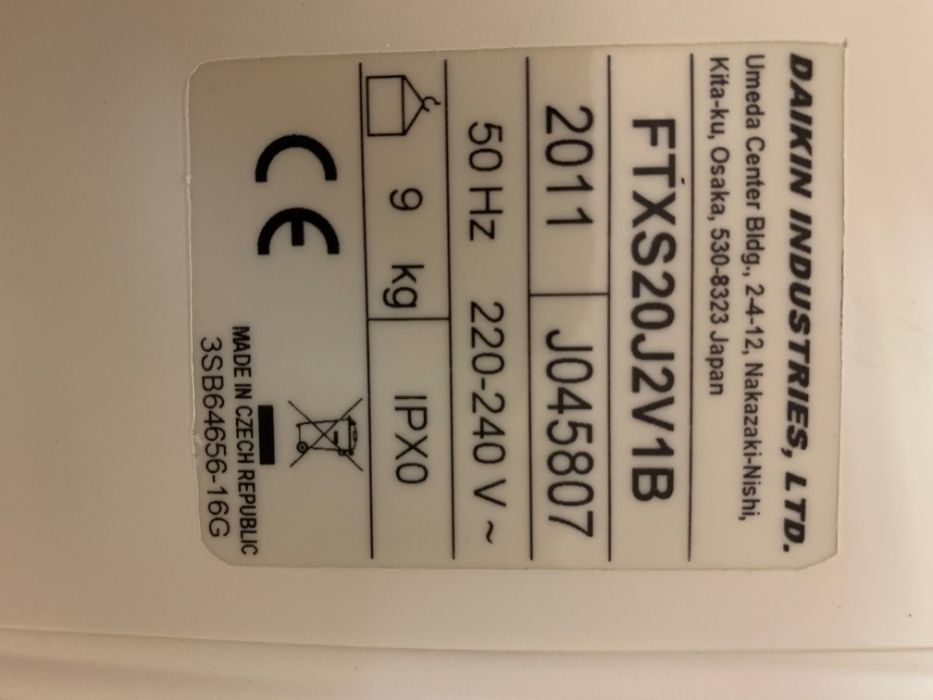 DAIKIN INDUSTRIES, LTD.
Umeda Center Bldg., 2-4-12, Nakazaki-Nishi,
Kita-ku, Osaka, 530-8323 Japan
FTXS20J2V1B
2011 J045807
50 Hz 220-240 V ~
9 kg IPX0
CE
MADE IN CZECH REPUBLIC
3SB64656-16G